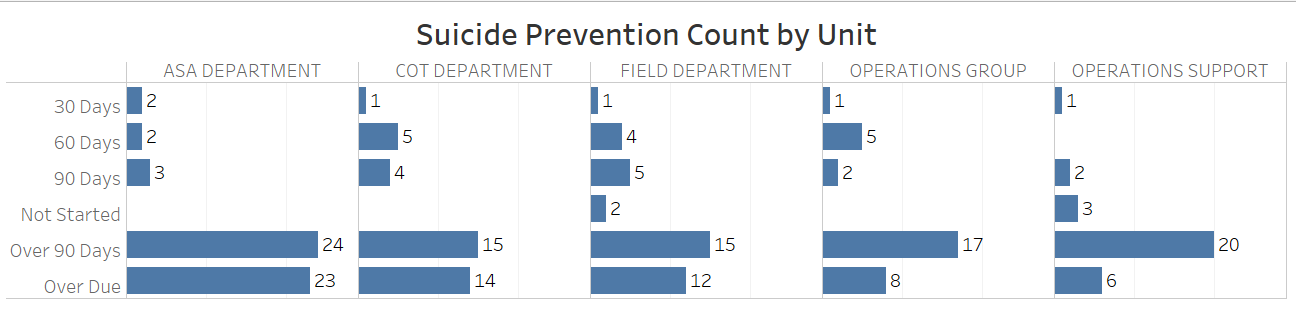 Suicide Prevention Count by Unit
ASA DEPARTMENT COT DEPARTMENT FIELD DEPARTMENT OPERATIONS GROUP OPERATIONS SUPPORT
30 Days 2 1 1 1 1
60 Days 2 5 4 5
90 Days 3 4 5 2 2
Not Started 2 3
Over 90 Days 24 15 15 17 20
Over Due 23 14 12 8 6